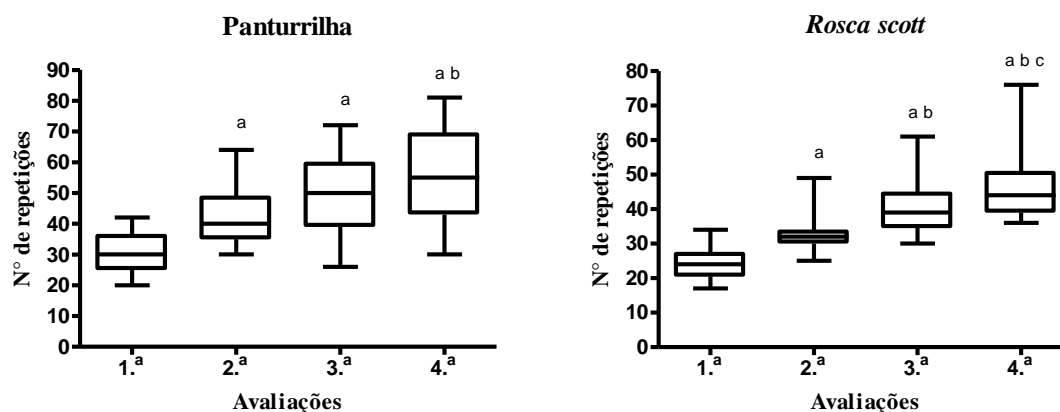 Panturrilha
N° de repetições
90
80
70
60
50
40
30
20
10
0
a
a
a b
1.ª
2.ª
3.ª
4.ª
Avaliações
Rosca scott
N° de repetições
80
70
60
50
40
30
20
10
0
a
a b
a b c
1.ª
2.ª
3.ª
4.ª
Avaliações